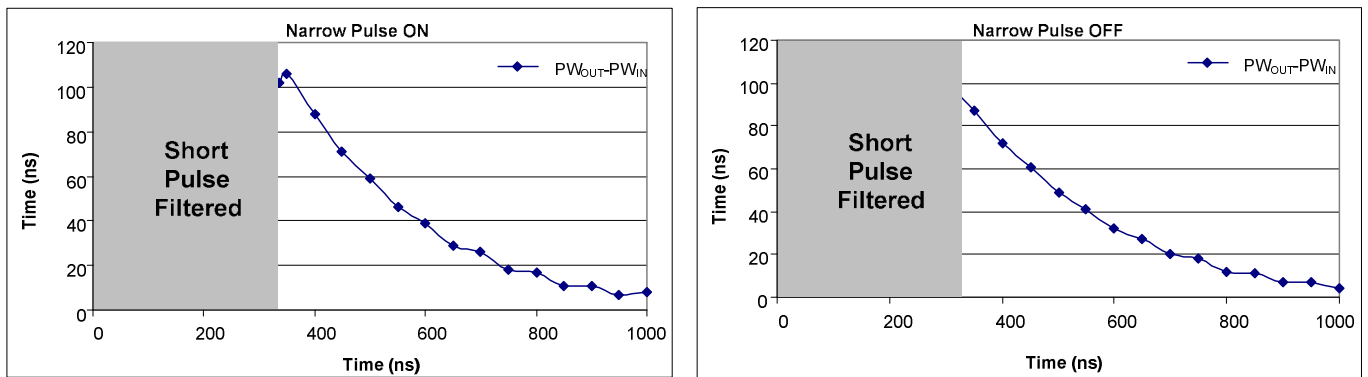 Narrow Pulse ON
120
100
80
60
40
20
0
Time (ns)
Short
Pulse
Filtered
PWOUT-PWIN
0 200 400 600 800 1000
Time (ns)
Narrow Pulse OFF
120
100
80
60
40
20
0
Time (ns)
Short
Pulse
Filtered
PWOUT-PWIN
0 200 400 600 800 1000
Time (ns)